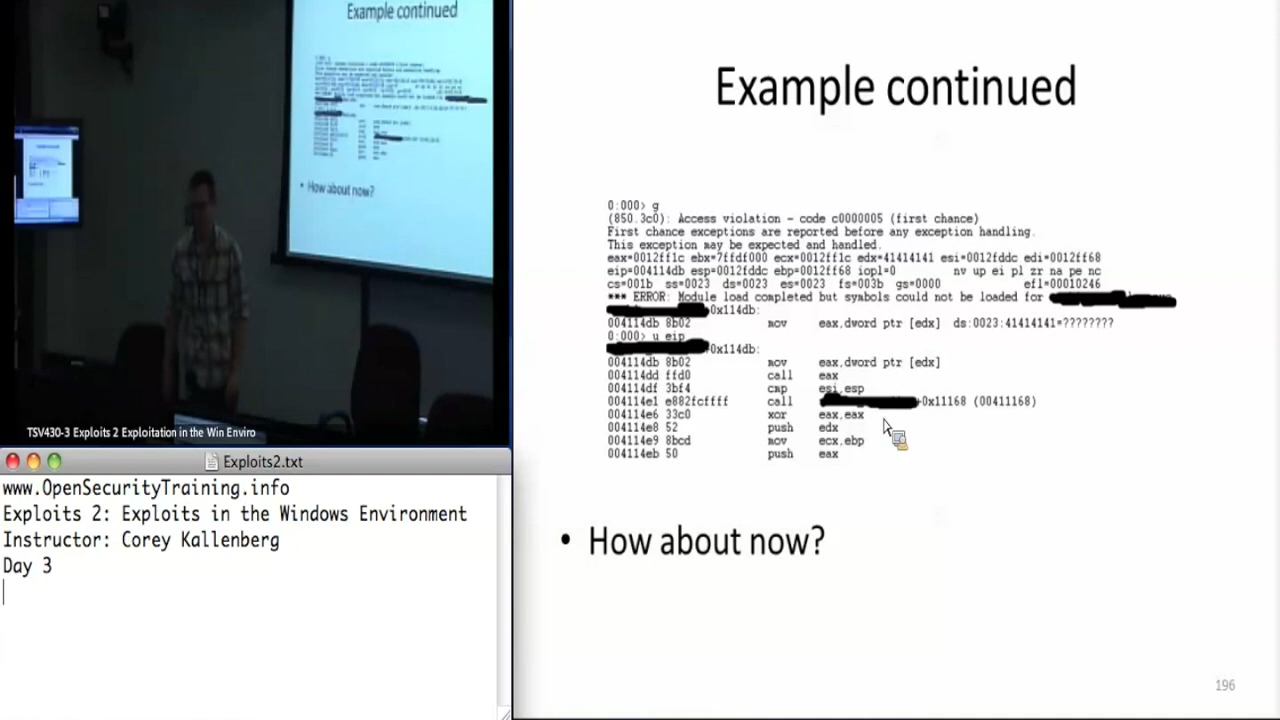 Example continued
How about now?
TSV430-3 Exploits 2 Exploitation in the Win Enviro
Exploits2.txt
www.OpenSecurityTraining.info
Exploits 2: Exploits in the Windows Environment
Instructor: Corey Kallenberg
Day 3
Example continued
0:000> g
(850.3c0): Access violation - code c0000005 (first chance)
First chance exceptions are reported before any exception handling.
This exception may be expected and handled.
eax=0012ff1c ebx=7ffdf000 ecx=0012ff1c edx=41414141 esi=0012fddc edi=0012ff68
eip=004114db esp=0012fddc ebp=0012ff68 iopl=0 nv up ei pl zr na pe nc
cs=001b ss=0023 ds=0023 es=0023 fs=003b gs=0000 efl=00010246
*** ERROR: Module load completed but symbols could not be loaded for
+0x114db:
004114db 8b02 mov eax,dword ptr [edx] ds:0023:41414141=????????
0:000> u eip
+0x114db:
004114db 8b02 mov eax,dword ptr [edx]
004114dd ffd0 call eax
004114df 3bf4 cmp esi,esp
004114e1 e882fcffff call +0x11168 (00411168)
004114e6 33c0 xor eax,eax
004114e8 52 push edx
004114e9 8bcd mov ecx,ebp
004114eb 50 push eax
• How about now?
196